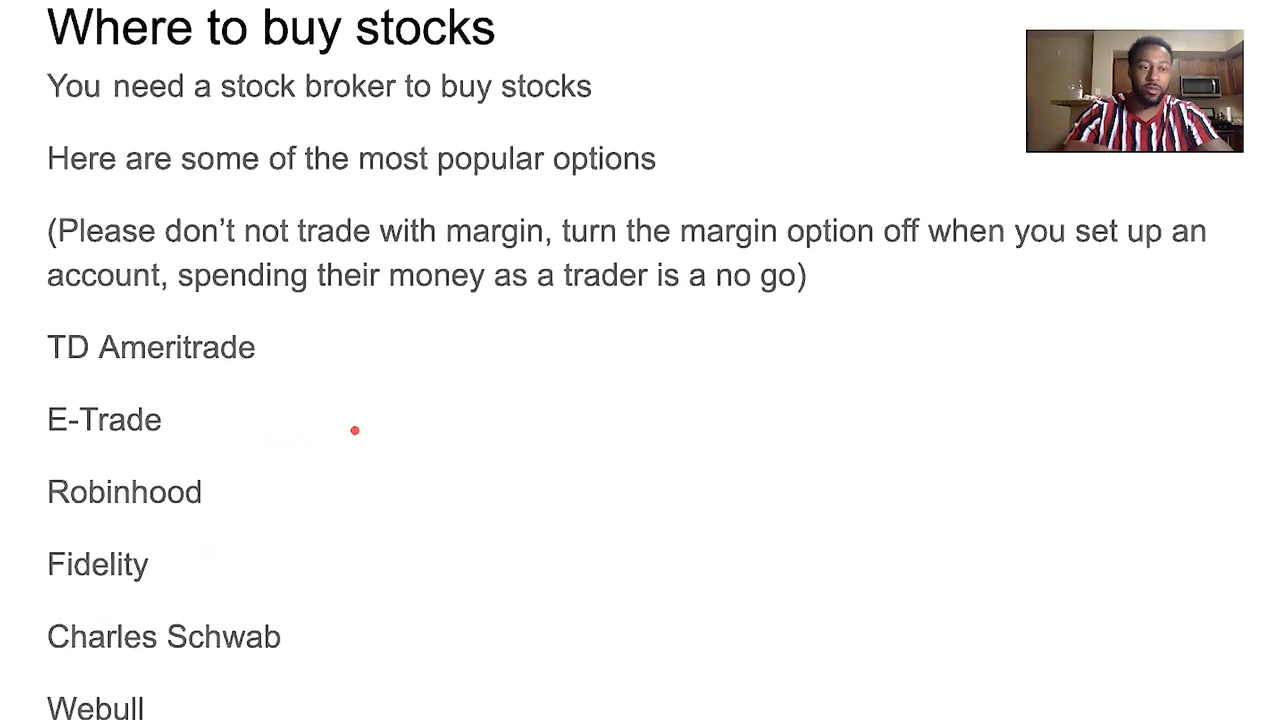 Where to buy stocks
You need a stock broker to buy stocks
Here are some of the most popular options
(Please don’t not trade with margin, turn the margin option off when you set up an
account, spending their money as a trader is a no go)
TD Ameritrade
E-Trade
Robinhood
Fidelity
Charles Schwab
Webull